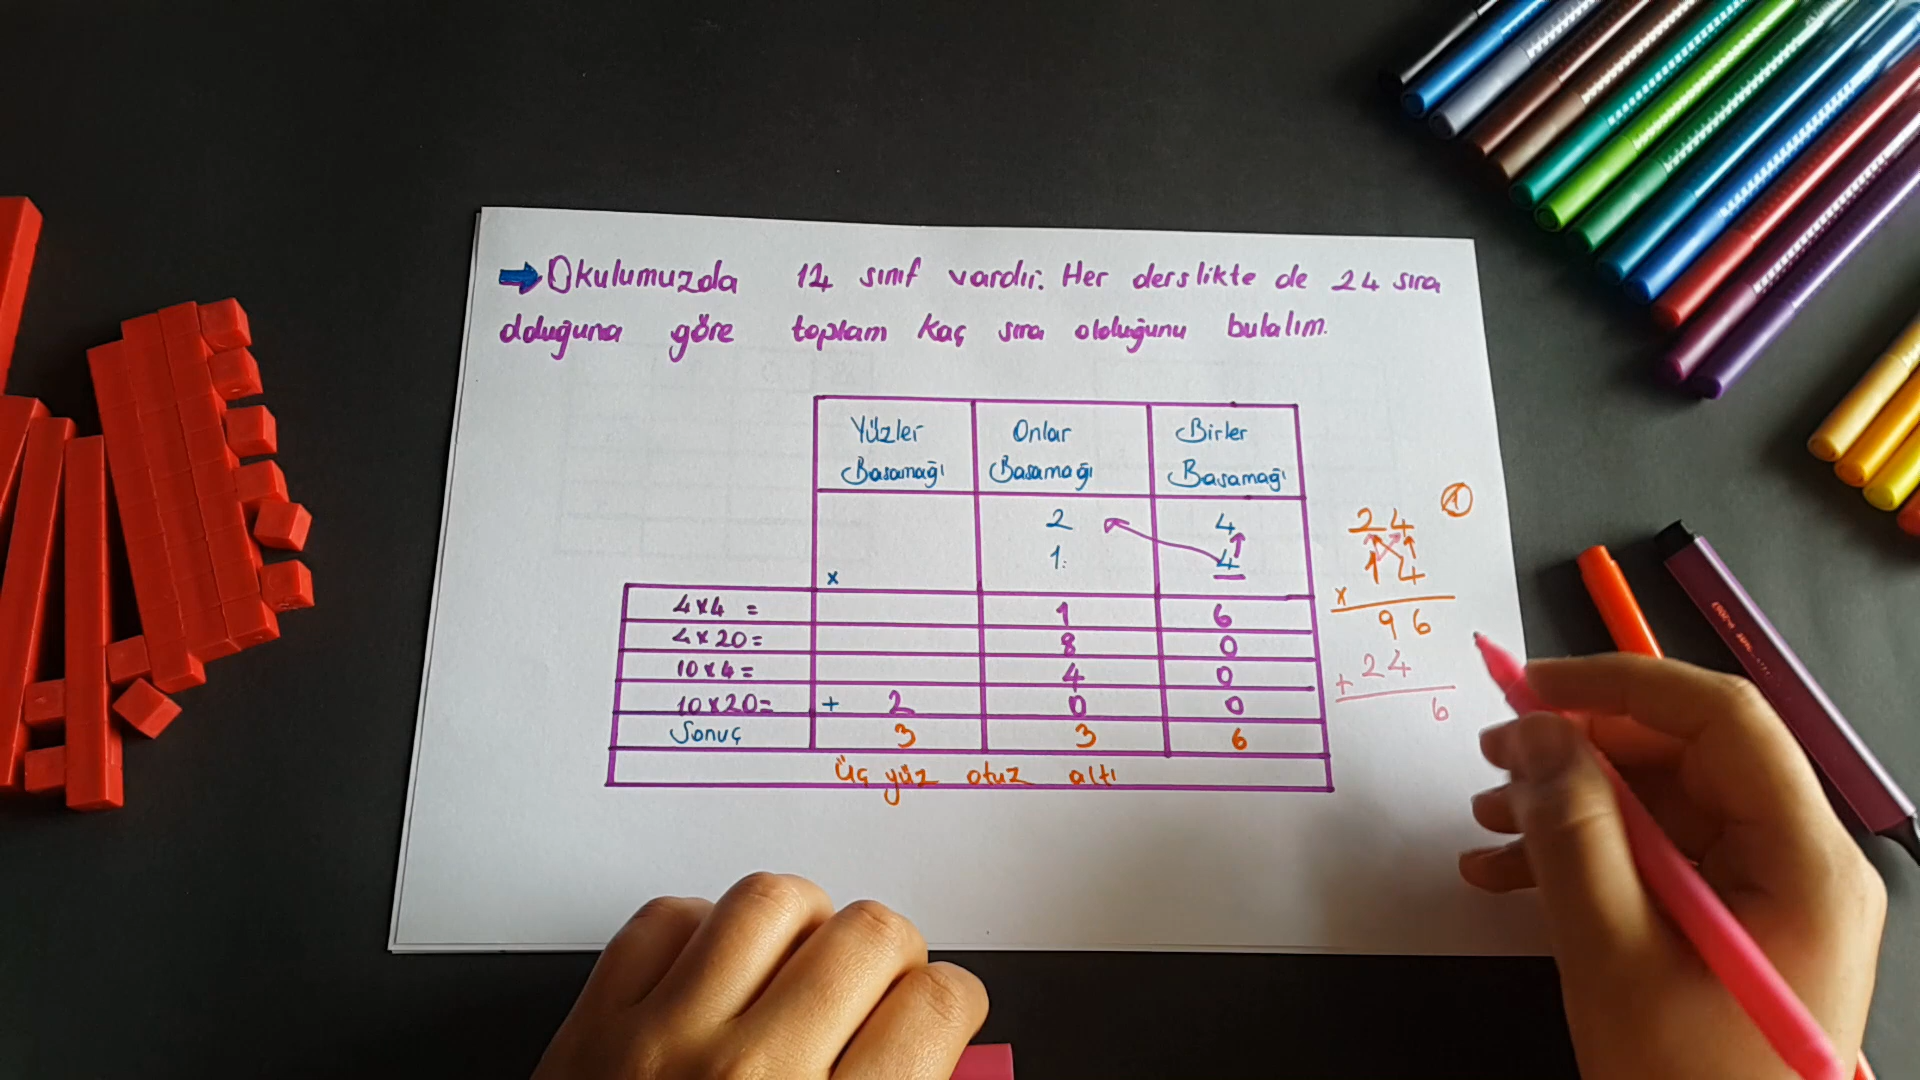 Okulumuzda 14 sınıf vardır. Her derslikte de 24 sıra
olduğuna göre toplam kaç sıra olduğunu bulalım.
Yüzler Basamağı Onlar Basamağı Birler Basamağı
2 4
x 1 4
4x4 = 1 6
4x20= 8 0
10x4= 4 0
10x20= + 2 0 0
Sonuç 3 3 6
üç yüz otuz altı
24 1
x 14
96
+ 24
6